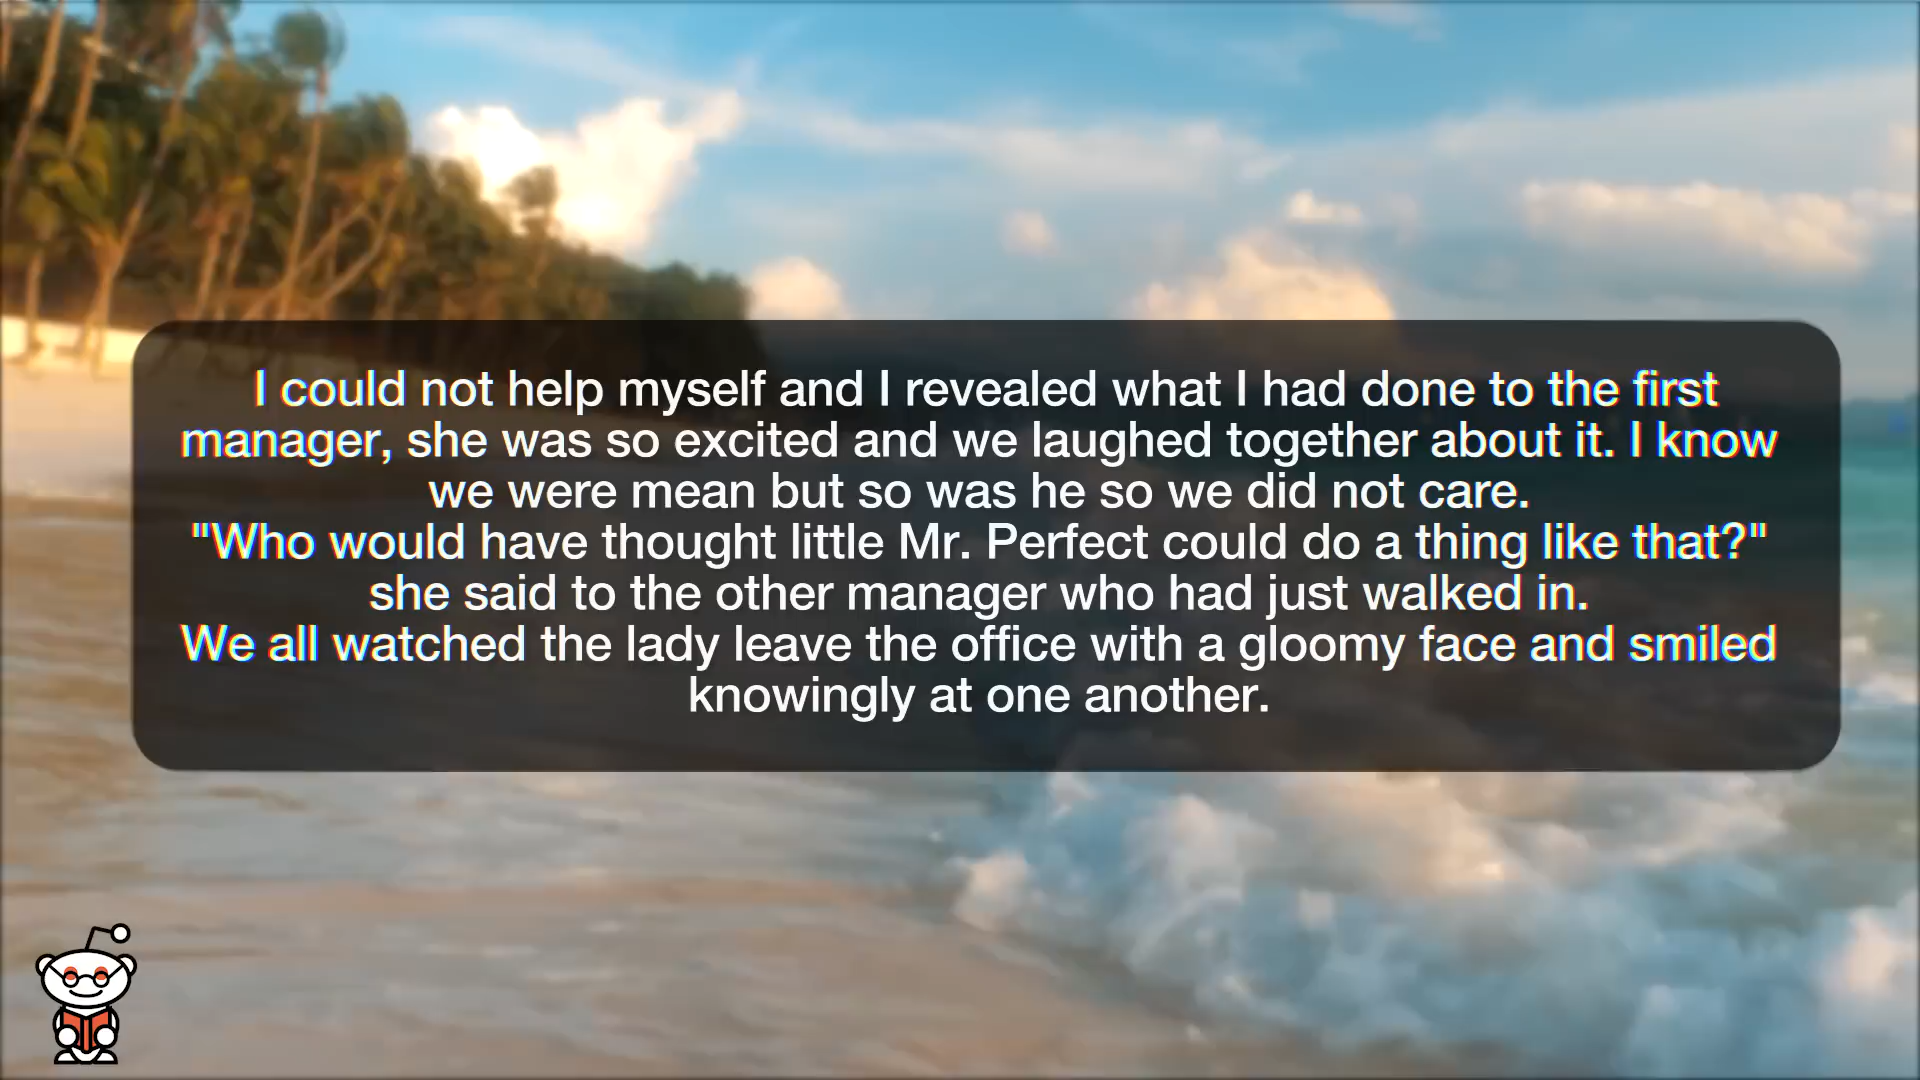 I could not help myself and I revealed what I had done to the first
manager, she was so excited and we laughed together about it. I know
we were mean but so was he so we did not care.
"Who would have thought little Mr. Perfect could do a thing like that?"
she said to the other manager who had just walked in.
We all watched the lady leave the office with a gloomy face and smiled
knowingly at one another.